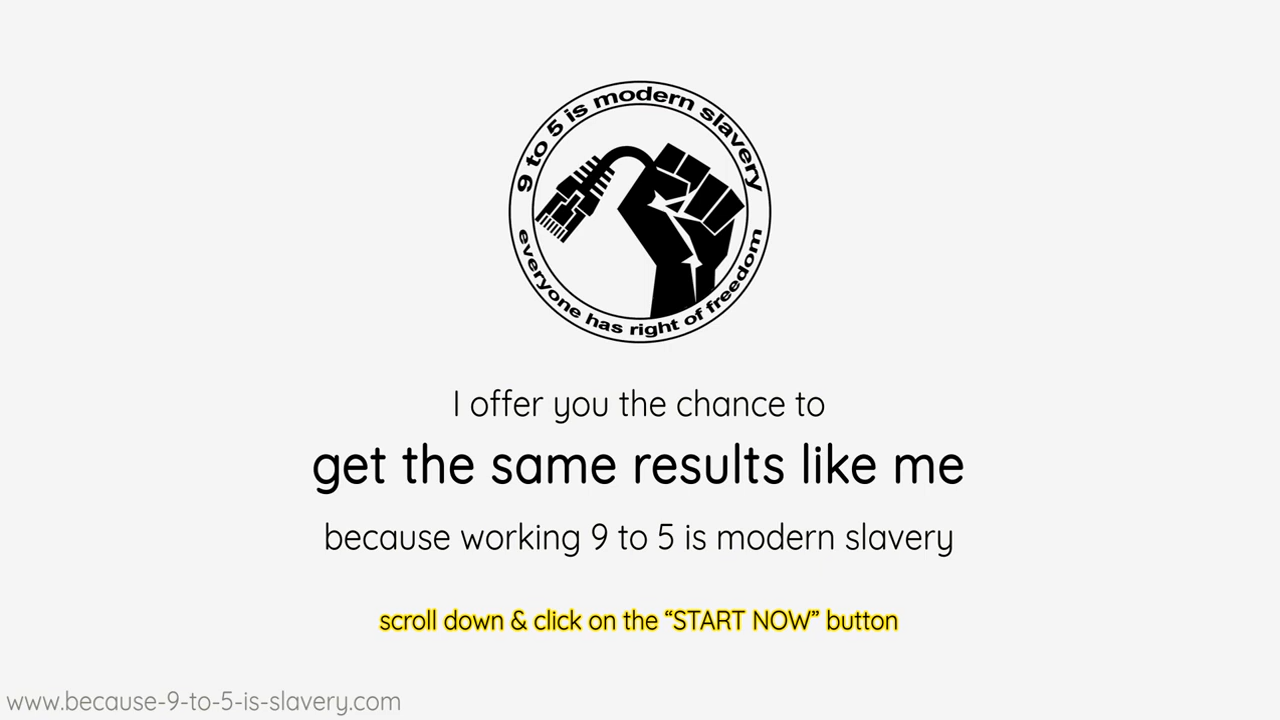 9 to 5 is modern slavery
everyone has right of freedom
I offer you the chance to
get the same results like me
because working 9 to 5 is modern slavery
scroll down & click on the “START NOW” button
www.because-9-to-5-is-slavery.com